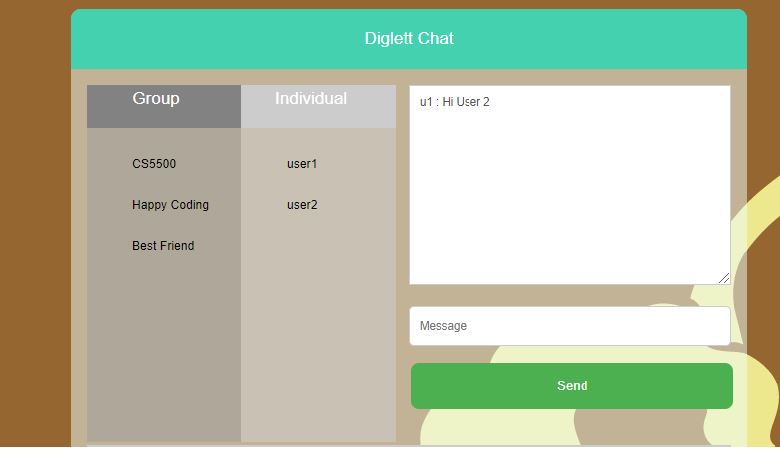 Diglett Chat
Group
Individual
CS5500
Happy Coding
Best Friend
user1
user2
u1 : Hi User 2
Message
Send